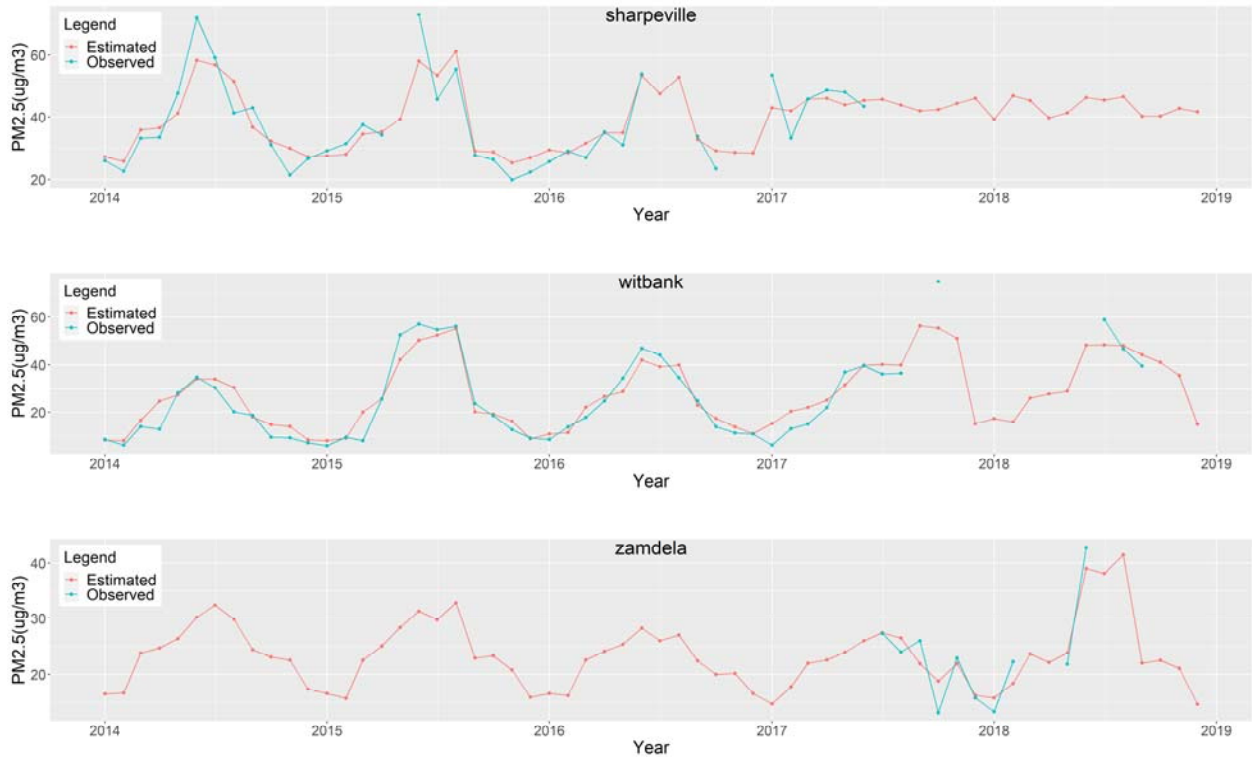 sharpeville
Legend
Estimated
Observed
PM2.5(ug/m3)
60
40
20
2014 2015 2016 2017 2018 2019
Year
witbank
Legend
Estimated
Observed
PM2.5(ug/m3)
60
40
20
2014 2015 2016 2017 2018 2019
Year
zamdela
Legend
Estimated
Observed
PM2.5(ug/m3)
40
30
20
2014 2015 2016 2017 2018 2019
Year